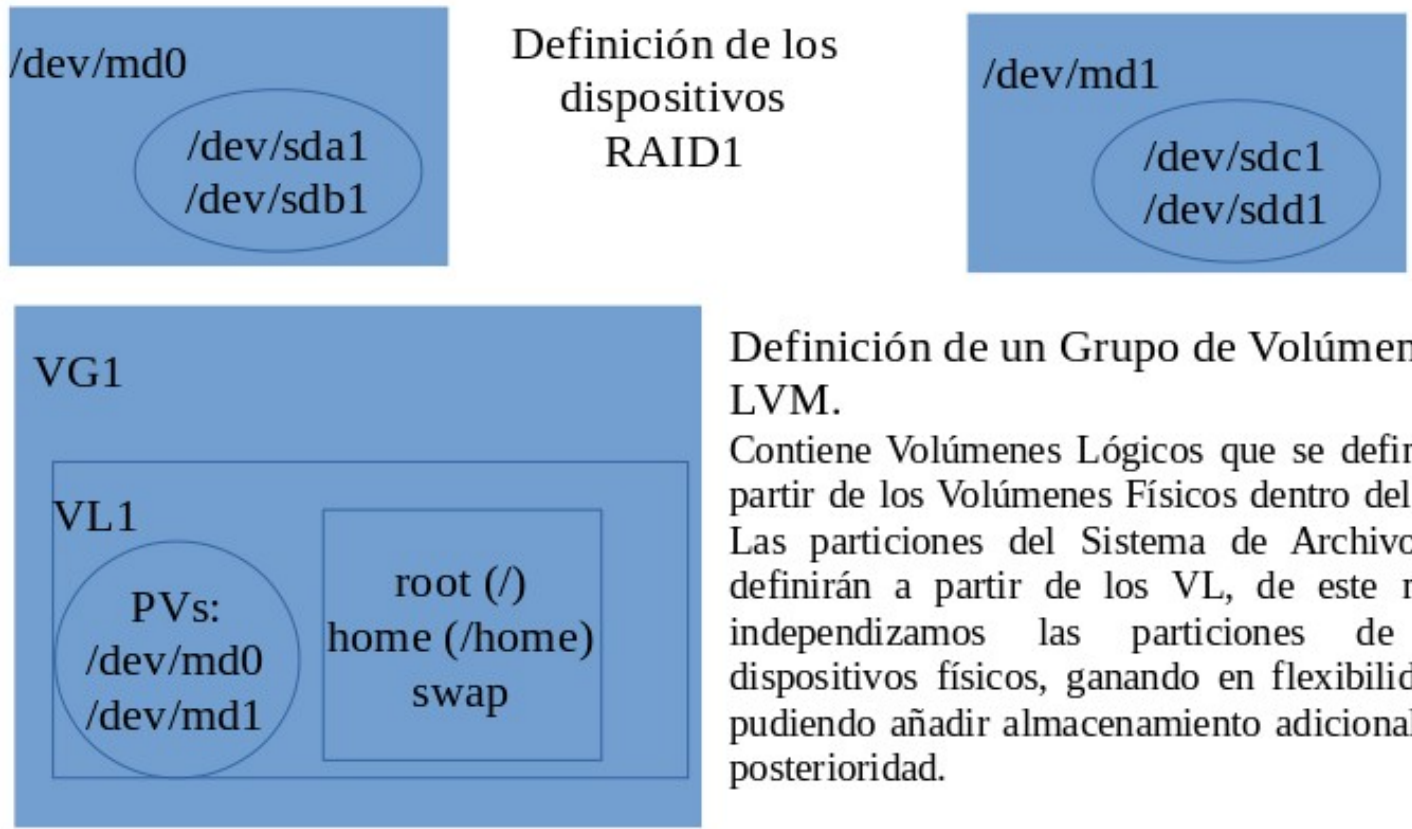 /dev/md0
/dev/sda1
/dev/sdb1
Definición de los
dispositivos
RAID1
/dev/md1
/dev/sdc1
/dev/sdd1
VG1
VL1
PVs:
/dev/md0
/dev/md1
root (/)
home (/home)
swap
Definición de un Grupo de Volúmen
LVM.
Contiene Volúmenes Lógicos que se defin
partir de los Volúmenes Físicos dentro del
Las particiones del Sistema de Archivo
definirán a partir de los VL, de este
independizamos las particiones de
dispositivos físicos, ganando en flexibilid
pudiendo añadir almacenamiento adicional
posterioridad.